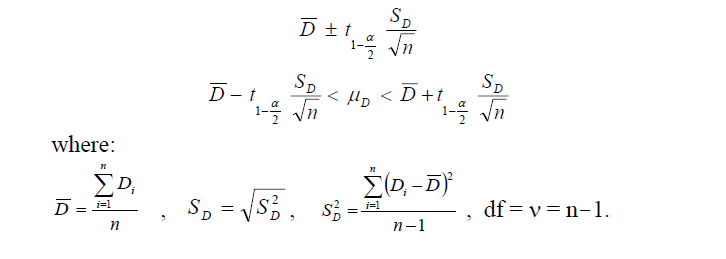 D̅ ± t_{1-α/2} S_D/√n
D̅ − t_{1-α/2} S_D/√n < μ_D < D̅ + t_{1-α/2} S_D/√n
where:
D̅ = ∑_{i=1}^{n} D_i / n , S_D = √S_D² , S_D² = ∑_{i=1}^{n} (D_i − D̅)² / n−1 , df = ν = n−1.